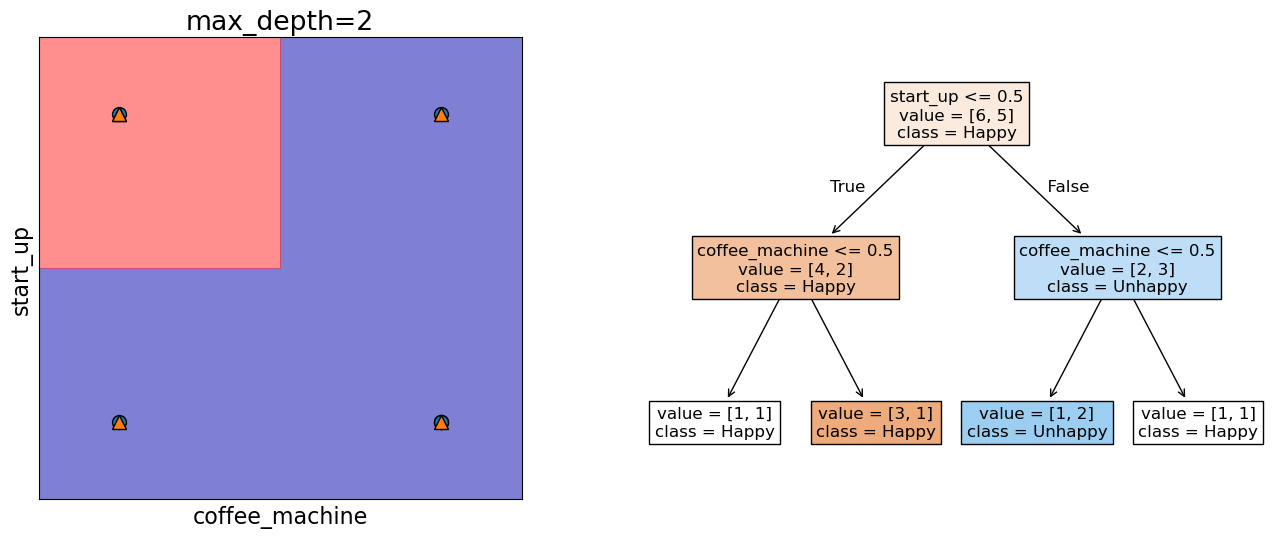 max_depth=2
start_up
coffee_machine
start_up <= 0.5
value = [6, 5]
class = Happy
True
False
coffee_machine <= 0.5
value = [4, 2]
class = Happy
coffee_machine <= 0.5
value = [2, 3]
class = Unhappy
value = [1, 1]
class = Happy
value = [3, 1]
class = Happy
value = [1, 2]
class = Unhappy
value = [1, 1]
class = Happy